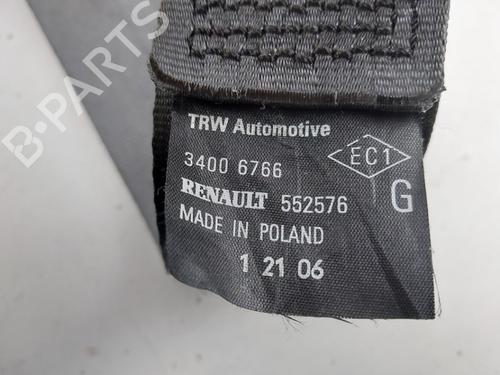 B-PARTS
TRW Automotive
3400 6766
EC1
RENAULT 552576
G
MADE IN POLAND
1 21 06